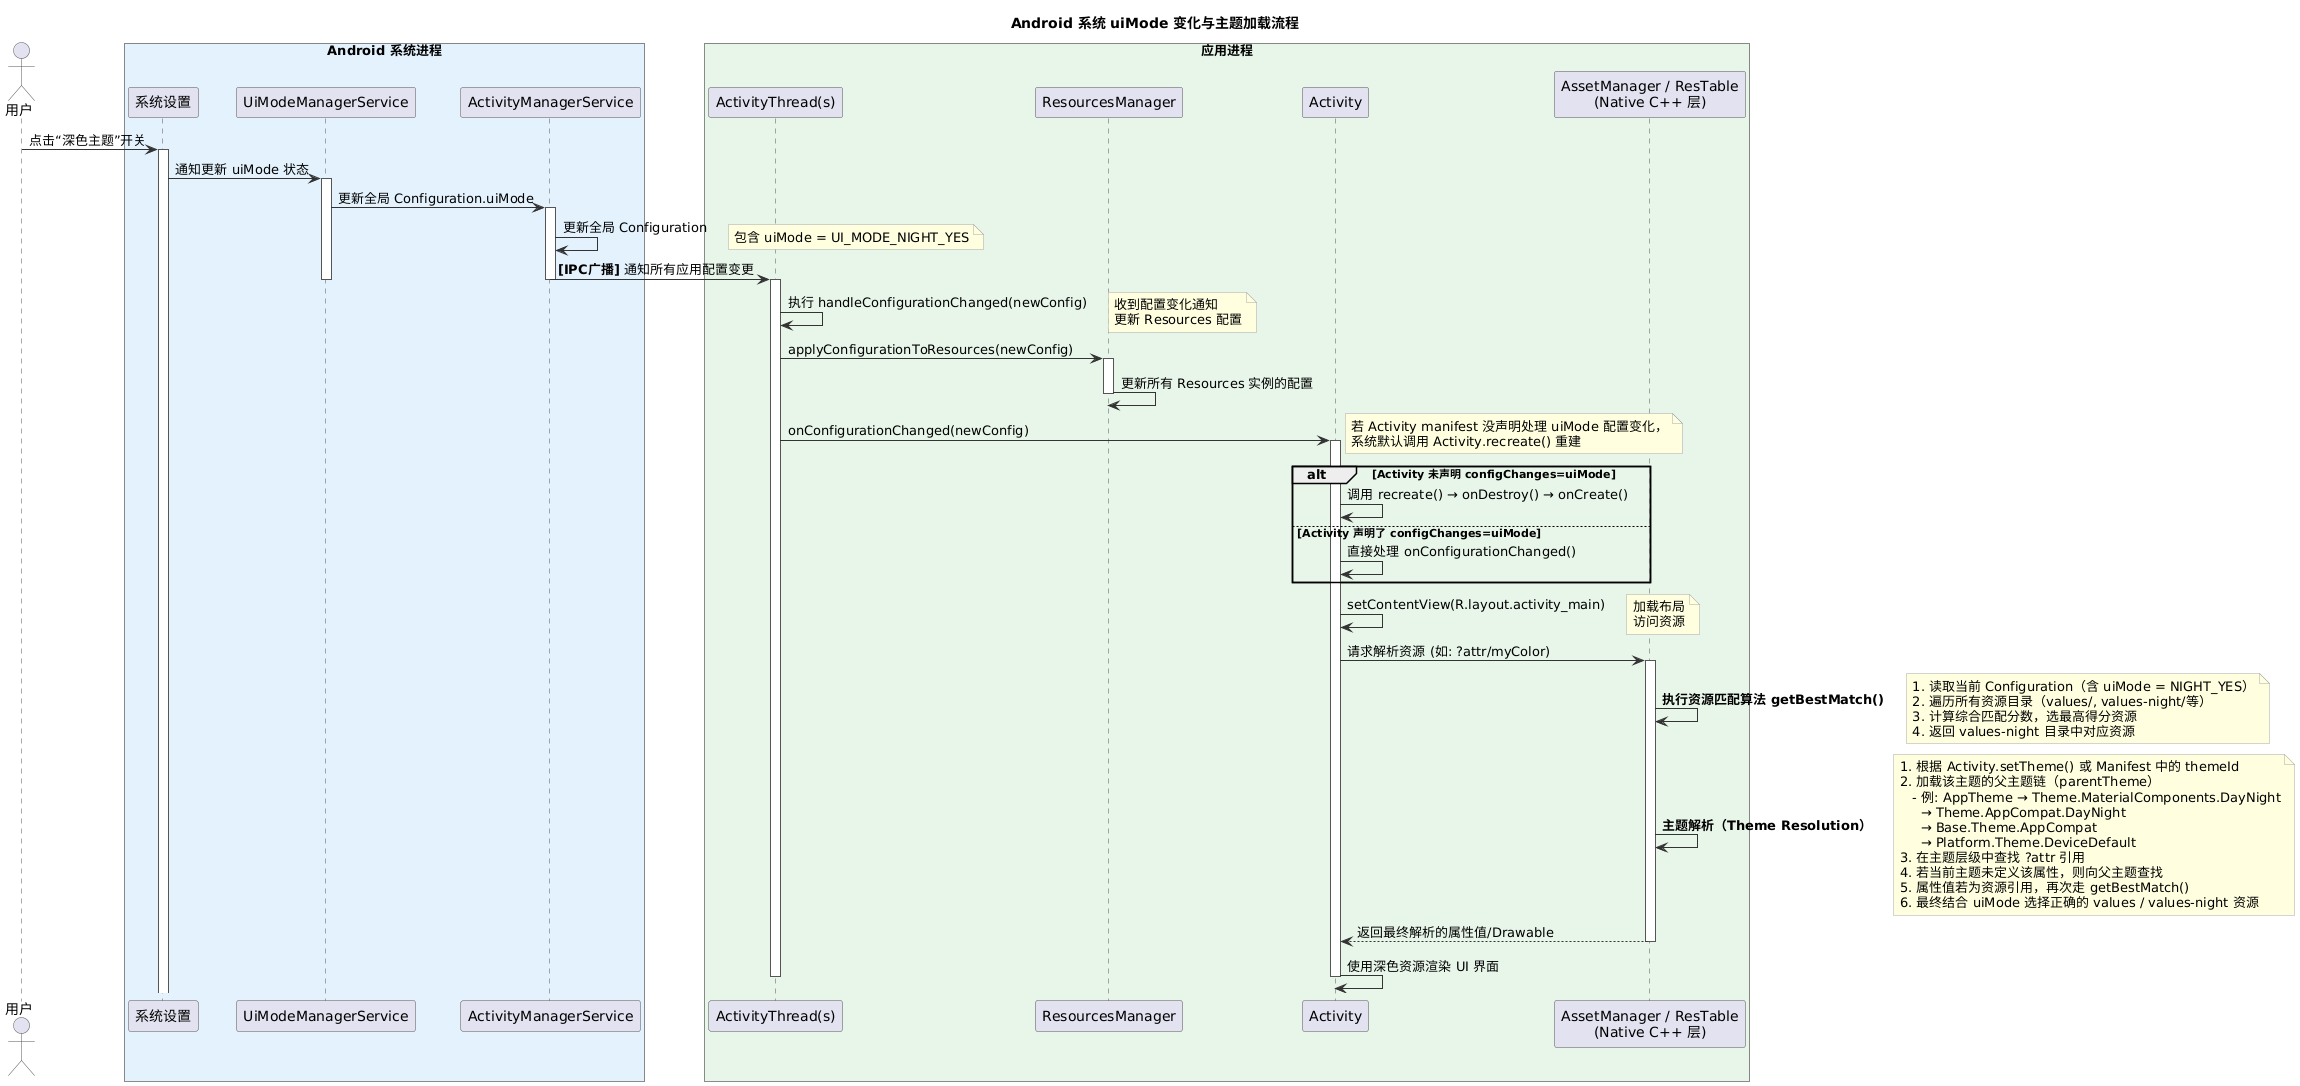 Android 系统 uiMode 变化与主题加载流程
Android 系统进程
应用进程
用户
系统设置
UiModeManagerService
ActivityManagerService
ActivityThread(s)
ResourcesManager
Activity
AssetManager / ResTable
(Native C++ 层)
点击“深色主题”开关
通知更新 uiMode 状态
更新全局 Configuration.uiMode
更新全局 Configuration
包含 uiMode = UI_MODE_NIGHT_YES
[IPC广播] 通知所有应用配置变更
执行 handleConfigurationChanged(newConfig)
收到配置变化通知
更新 Resources 配置
applyConfigurationToResources(newConfig)
更新所有 Resources 实例的配置
onConfigurationChanged(newConfig)
若 Activity manifest 没声明处理 uiMode 配置变化，
系统默认调用 Activity.recreate() 重建
alt
[Activity 未声明 configChanges=uiMode]
调用 recreate() → onDestroy() → onCreate()
[Activity 声明了 configChanges=uiMode]
直接处理 onConfigurationChanged()
setContentView(R.layout.activity_main)
加载布局
访问资源
请求解析资源 (如: ?attr/myColor)
执行资源匹配算法 getBestMatch()
1. 读取当前 Configuration（含 uiMode = NIGHT_YES）
2. 遍历所有资源目录（values/, values-night/等）
3. 计算综合匹配分数，选最高得分资源
4. 返回 values-night 目录中对应资源
主题解析（Theme Resolution）
1. 根据 Activity.setTheme() 或 Manifest 中的 themeId
2. 加载该主题的父主题链（parentTheme）
- 例: AppTheme → Theme.MaterialComponents.DayNight
→ Theme.AppCompat.DayNight
→ Base.Theme.AppCompat
→ Platform.Theme.DeviceDefault
3. 在主题层级中查找 ?attr 引用
4. 若当前主题未定义该属性，则向父主题查找
5. 属性值若为资源引用，再次走 getBestMatch()
6. 最终结合 uiMode 选择正确的 values / values-night 资源
返回最终解析的属性值/Drawable
使用深色资源渲染 UI 界面
用户
系统设置
UiModeManagerService
ActivityManagerService
ActivityThread(s)
ResourcesManager
Activity
AssetManager / ResTable
(Native C++ 层)